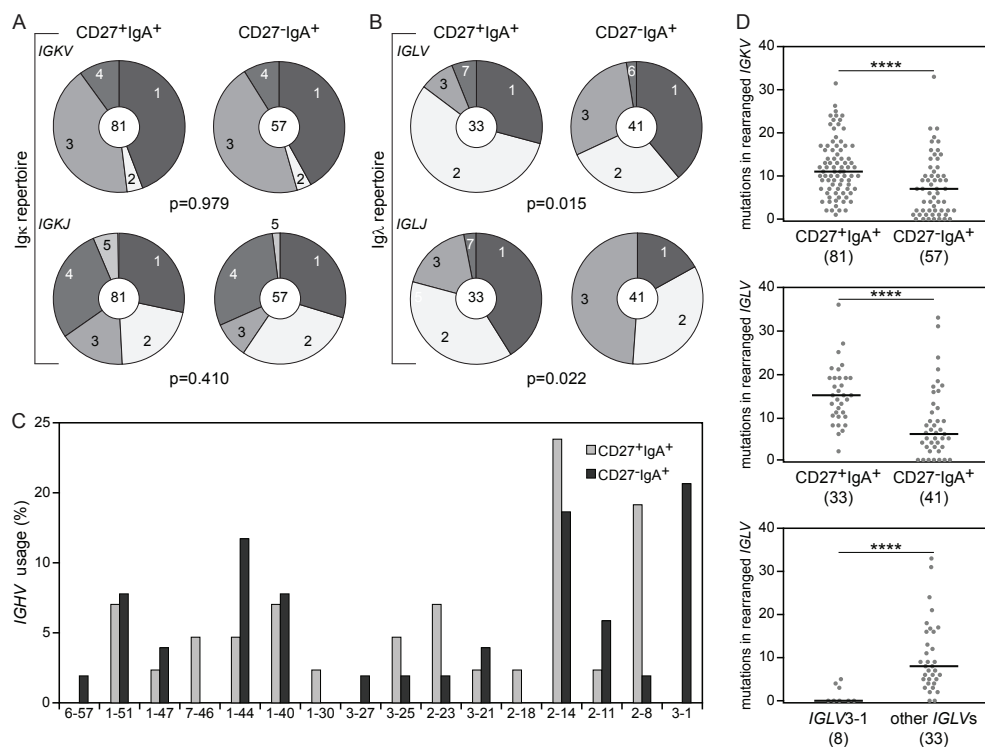 A
CD27+IgA+
CD27-IgA+
Igκ repertoire
IGKV
4
1
3
2
81
4
1
3
2
57
p=0.979
IGKJ
5
1
4
3
2
81
5
1
4
3
2
57
p=0.410
B
CD27+IgA+
CD27-IgA+
Igλ repertoire
IGLV
7
3
1
2
33
6
1
3
2
41
p=0.015
IGLJ
7
1
3
5
2
33
1
3
2
41
p=0.022
C
IGHV usage (%)
25
20
15
10
5
0
CD27+IgA+
CD27-IgA+
6-57 1-51 1-47 7-46 1-44 1-40 1-30 3-27 3-25 2-23 3-21 2-18 2-14 2-11 2-8 3-1
D
mutations in rearranged IGKV
40
30
20
10
0
****
CD27+IgA+ CD27-IgA+
(81) (57)
mutations in rearranged IGLV
40
30
20
10
0
****
CD27+IgA+ CD27-IgA+
(33) (41)
mutations in rearranged IGLV
40
30
20
10
0
****
IGLV3-1 other IGLVs
(8) (33)